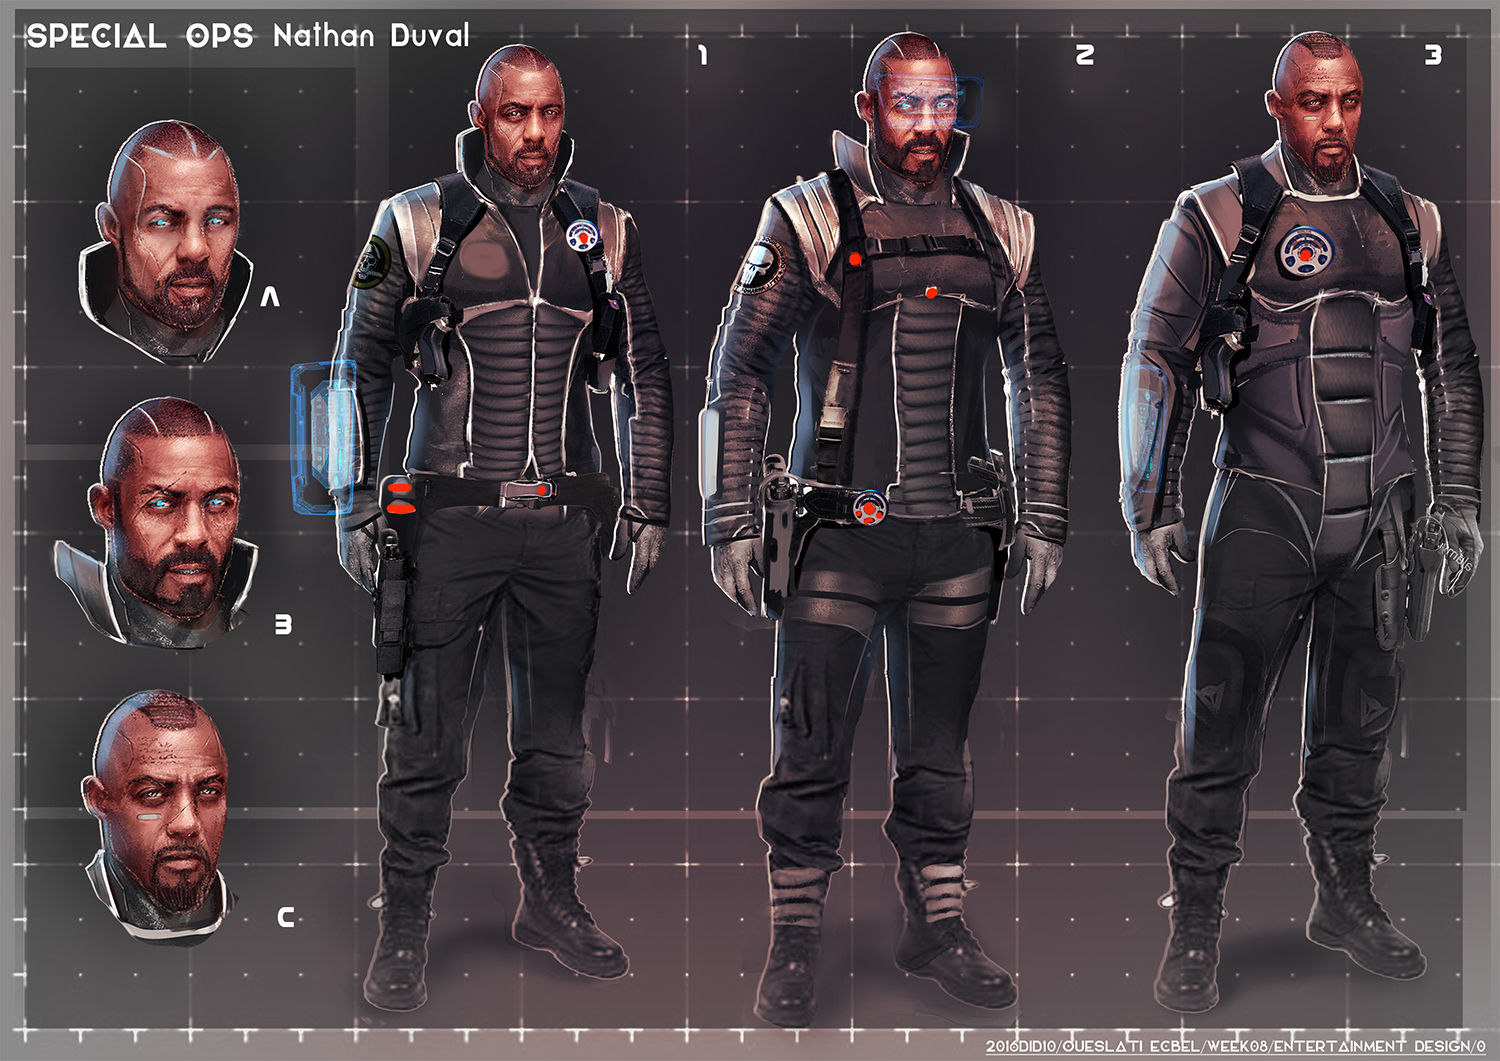 SPECIAL OPS Nathan Duval
1
2
3
A
B
C
2016DID10/OUESLATI ECBEL/WEEK08/ENTERTAINMENT DESIGN/0